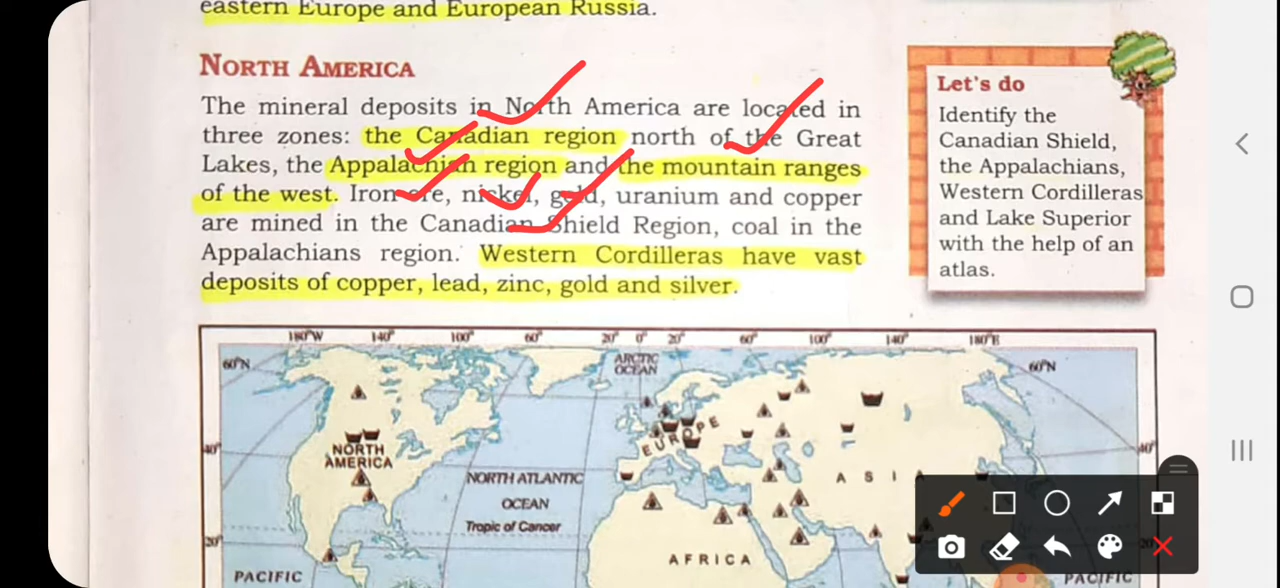 eastern Europe and European Russia.
NORTH AMERICA
The mineral deposits in North America are located in
three zones: the Canadian region north of the Great
Lakes, the Appalachian region and the mountain ranges
of the west. Iron ore, nickel, gold, uranium and copper
are mined in the Canadian Shield Region, coal in the
Appalachians region. Western Cordilleras have vast
deposits of copper, lead, zinc, gold and silver.
Let's do
Identify the
Canadian Shield,
the Appalachians,
Western Cordilleras
and Lake Superior
with the help of an
atlas.
180°W 140° 100° 60° 20° 0° 20° 60° 100° 140° 180°E
60°N ARCTIC 60°N
OCEAN
EUROPE
40° NORTH 40°
AMERICA
NORTH ATLANTIC ASIA
OCEAN
Tropic of Cancer
20°
AFRICA
PACIFIC PACIFIC